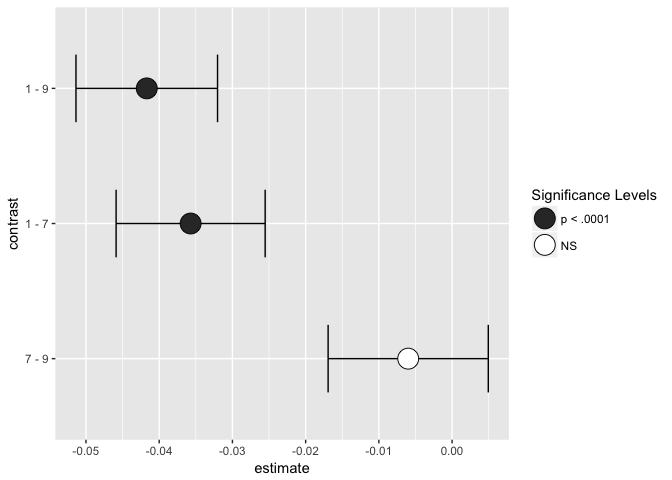 1 - 9
1 - 7
7 - 9
contrast
-0.05 -0.04 -0.03 -0.02 -0.01 0.00
estimate
Significance Levels
p < .0001
NS